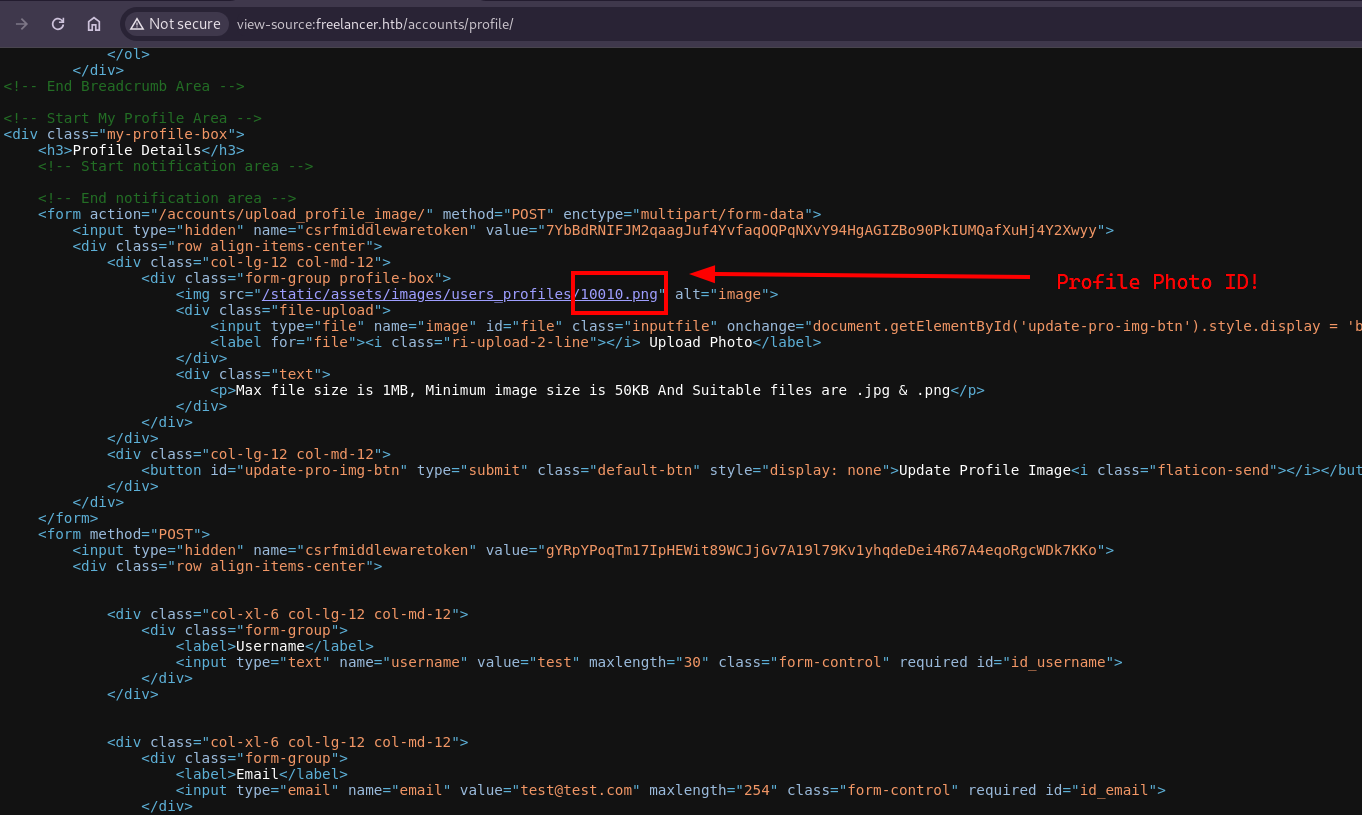 Not secure view-source:freelancer.htb/accounts/profile/
</ol>
</div>
<!-- End Breadcrumb Area -->
<!-- Start My Profile Area -->
<div class="my-profile-box">
<h3>Profile Details</h3>
<!-- Start notification area -->
<!-- End notification area -->
<form action="/accounts/upload_profile_image/" method="POST" enctype="multipart/form-data">
<input type="hidden" name="csrfmiddlewaretoken" value="7YbBdRNIFJM2qaagJuf4YvfaqOQPqNXvY94HgAGIZBo90PkIUMQafXuHj4Y2Xwyy">
<div class="row align-items-center">
<div class="col-lg-12 col-md-12">
<div class="form-group profile-box">
<img src="/static/assets/images/users_profiles/10010.png" alt="image">
Profile Photo ID!
<div class="file-upload">
<input type="file" name="image" id="file" class="inputfile" onchange="document.getElementById('update-pro-img-btn').style.display = 'b
<label for="file"><i class="ri-upload-2-line"></i> Upload Photo</label>
</div>
<div class="text">
<p>Max file size is 1MB, Minimum image size is 50KB And Suitable files are .jpg & .png</p>
</div>
</div>
</div>
<div class="col-lg-12 col-md-12">
<button id="update-pro-img-btn" type="submit" class="default-btn" style="display: none">Update Profile Image<i class="flaticon-send"></i></but
</div>
</div>
</form>
<form method="POST">
<input type="hidden" name="csrfmiddlewaretoken" value="gYRpYPoqTm17IpHEWit89WCJjGv7A19l79Kv1yhqdeDei4R67A4eqoRgcWDk7KKo">
<div class="row align-items-center">
<div class="col-xl-6 col-lg-12 col-md-12">
<div class="form-group">
<label>Username</label>
<input type="text" name="username" value="test" maxlength="30" class="form-control" required id="id_username">
</div>
</div>
<div class="col-xl-6 col-lg-12 col-md-12">
<div class="form-group">
<label>Email</label>
<input type="email" name="email" value="test@test.com" maxlength="254" class="form-control" required id="id_email">
</div>